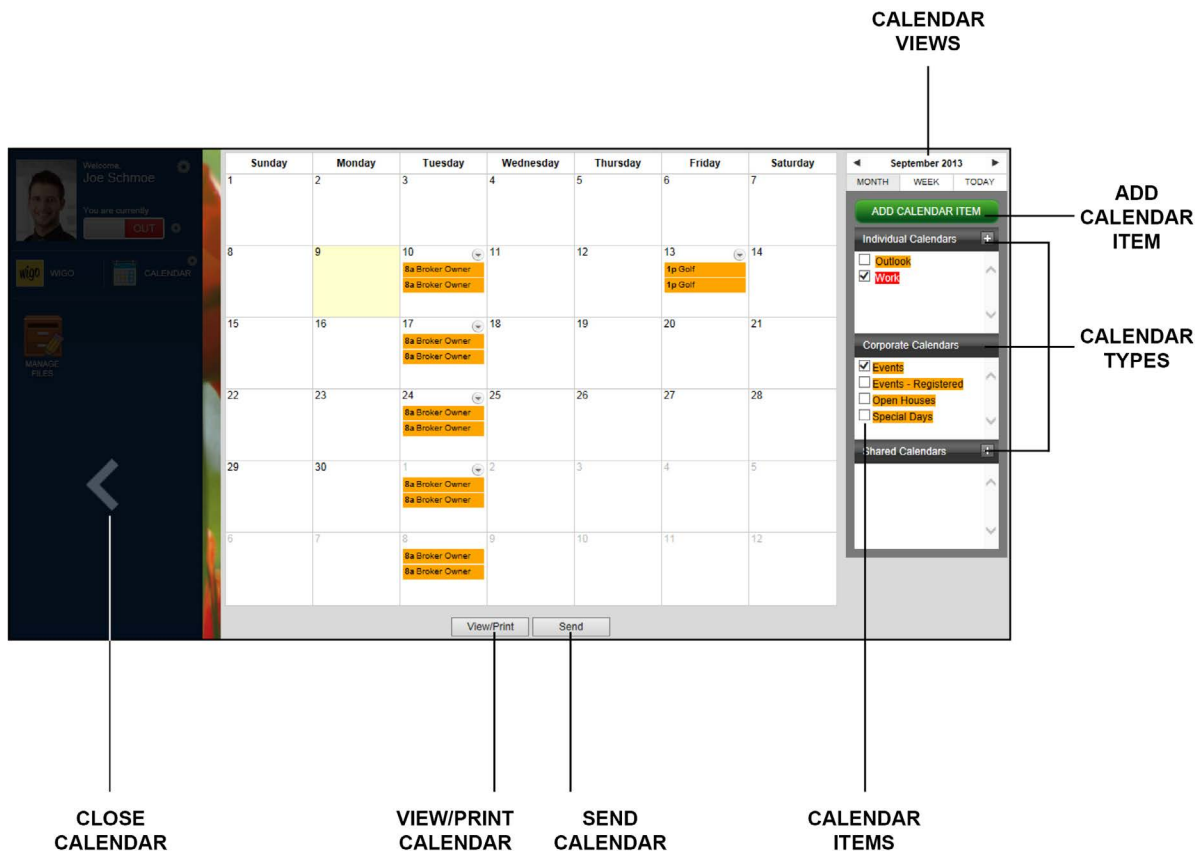 CALENDAR
VIEWS
Welcome,
Joe Schmoe
You are currently
OUT
wigo WIGO CALENDAR
MANAGE
FILES
Sunday Monday Tuesday Wednesday Thursday Friday Saturday
1 2 3 4 5 6 7
8 9 10 11 12 13 14
8a Broker Owner 1p Golf
8a Broker Owner 1p Golf
15 16 17 18 19 20 21
8a Broker Owner
8a Broker Owner
22 23 24 25 26 27 28
8a Broker Owner
8a Broker Owner
29 30 1 2 3 4 5
8a Broker Owner
8a Broker Owner
6 7 8 9 10 11 12
8a Broker Owner
8a Broker Owner
View/Print Send
September 2013
MONTH WEEK TODAY
ADD CALENDAR ITEM
Individual Calendars +
Outlook
Work
Corporate Calendars
Events
Events - Registered
Open Houses
Special Days
Shared Calendars +
ADD
CALENDAR
ITEM
CALENDAR
TYPES
CLOSE
CALENDAR
VIEW/PRINT
CALENDAR
SEND
CALENDAR
CALENDAR
ITEMS